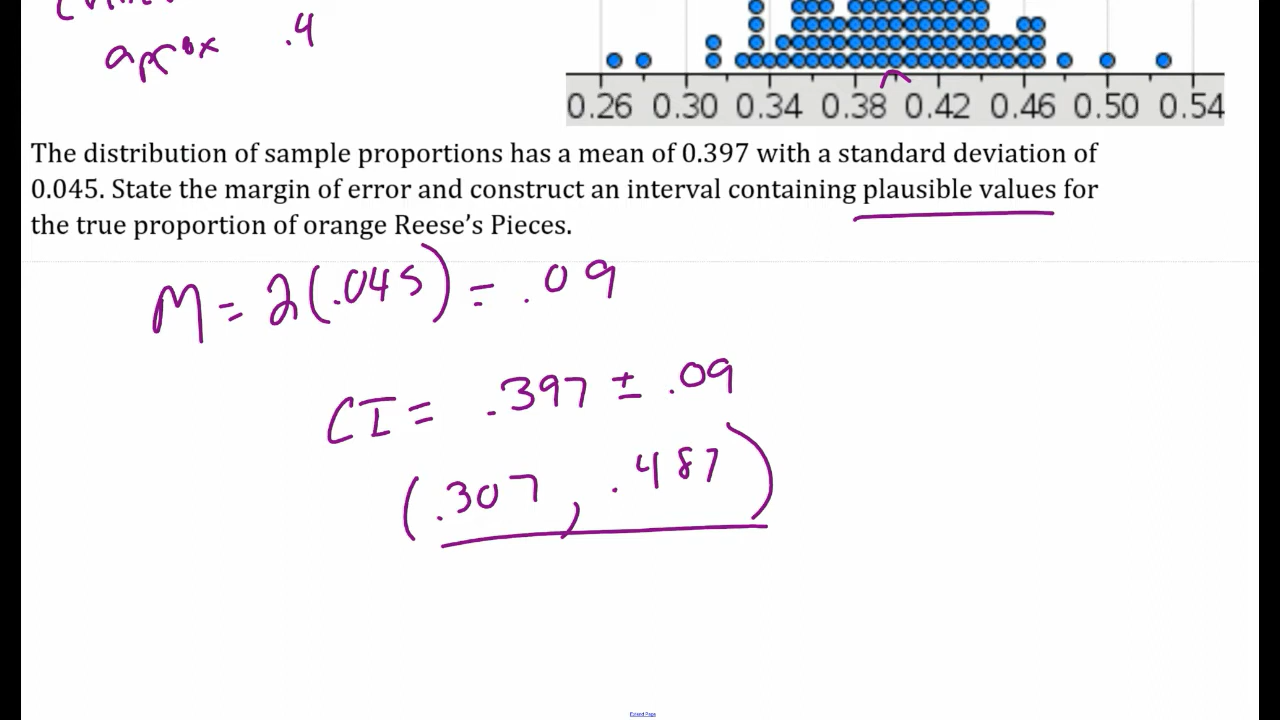 aprox .4
0.26 0.30 0.34 0.38 0.42 0.46 0.50 0.54
The distribution of sample proportions has a mean of 0.397 with a standard deviation of
0.045. State the margin of error and construct an interval containing plausible values for
the true proportion of orange Reese's Pieces.
M = 2(.045) = .09
CI = .397 ± .09
(.307, .487)
Extend Page